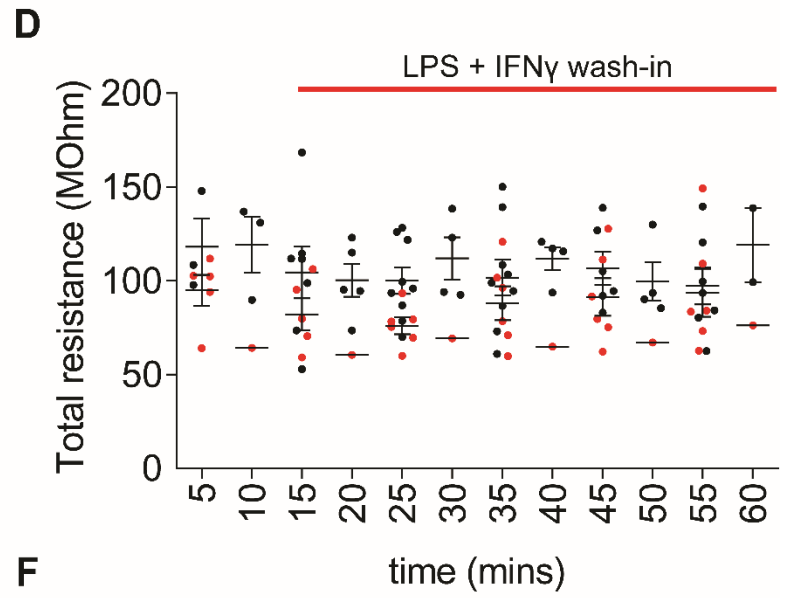 D
LPS + IFNγ wash-in
Total resistance (MOhm)
200
150
100
50
0
5 10 15 20 25 30 35 40 45 50 55 60
time (mins)
F